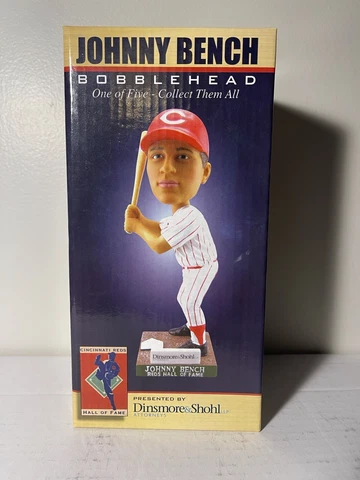 JOHNNY BENCH
BOBBLEHEAD
One of Five - Collect Them All
C
Dinsmore&Shohl
JOHNNY BENCH
REDS HALL OF FAME
CINCINNATI REDS
HALL OF FAME
PRESENTED BY
Dinsmore&Shohl LLP
ATTORNEYS